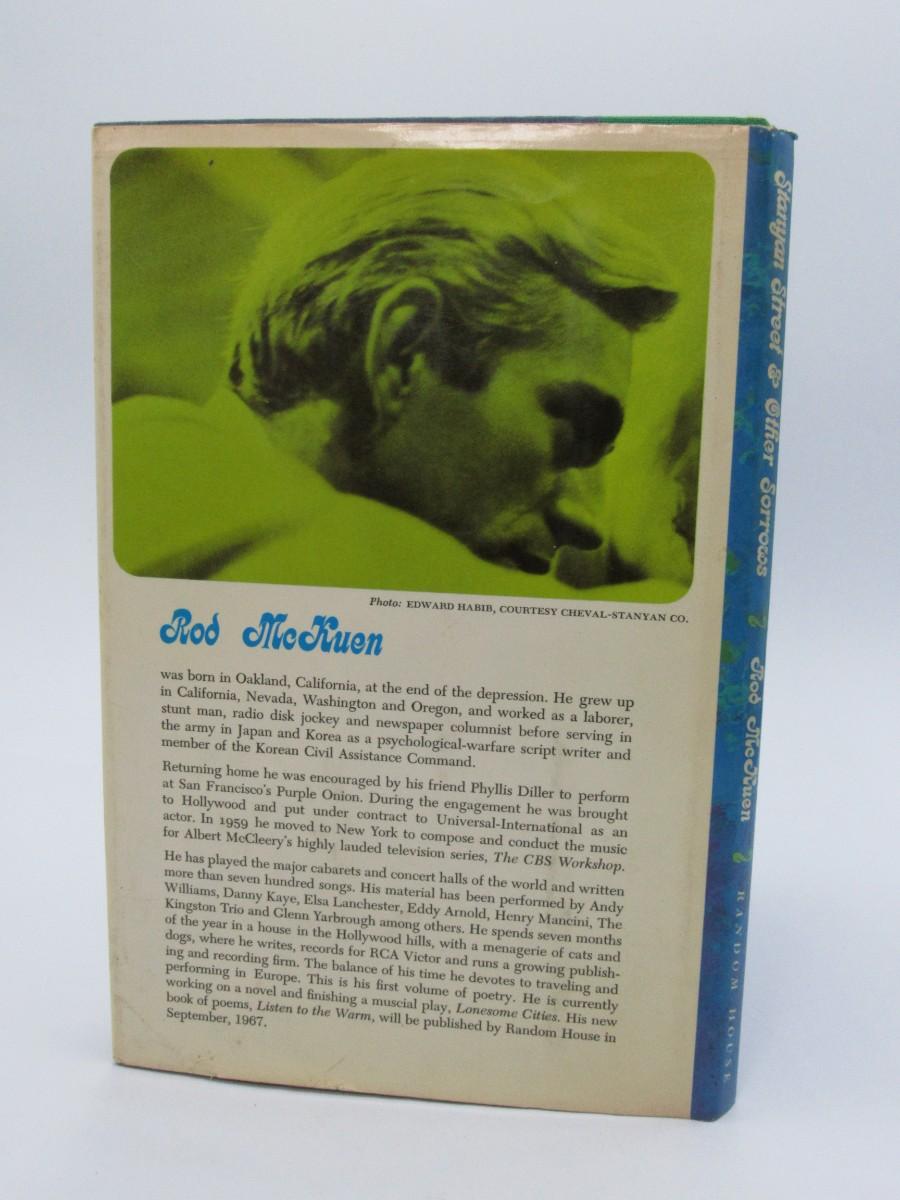 Photo: EDWARD HABIB, COURTESY CHEVAL-STANYAN CO.
Rod McKuen
was born in Oakland, California, at the end of the depression. He grew up
in California, Nevada, Washington and Oregon, and worked as a laborer,
stunt man, radio disk jockey and newspaper columnist before serving in
the army in Japan and Korea as a psychological-warfare script writer and
member of the Korean Civil Assistance Command.
Returning home he was encouraged by his friend Phyllis Diller to perform
at San Francisco's Purple Onion. During the engagement he was brought
to Hollywood and put under contract to Universal-International as an
actor. In 1959 he moved to New York to compose and conduct the music
for Albert McCleery's highly lauded television series, The CBS Workshop.
He has played the major cabarets and concert halls of the world and written
more than seven hundred songs. His material has been performed by Andy
Williams, Danny Kaye, Elsa Lanchester, Eddy Arnold, Henry Mancini, The
Kingston Trio and Glenn Yarbrough among others. He spends seven months
of the year in a house in the Hollywood hills, with a menagerie of cats and
dogs, where he writes, records for RCA Victor and runs a growing publish-
ing and recording firm. The balance of his time he devotes to traveling and
performing in Europe. This is his first volume of poetry. He is currently
working on a novel and finishing a muscial play, Lonesome Cities. His new
book of poems, Listen to the Warm, will be published by Random House in
September, 1967.
Stanyan Street & Other Sorrows Rod McKuen RANDOM HOUSE